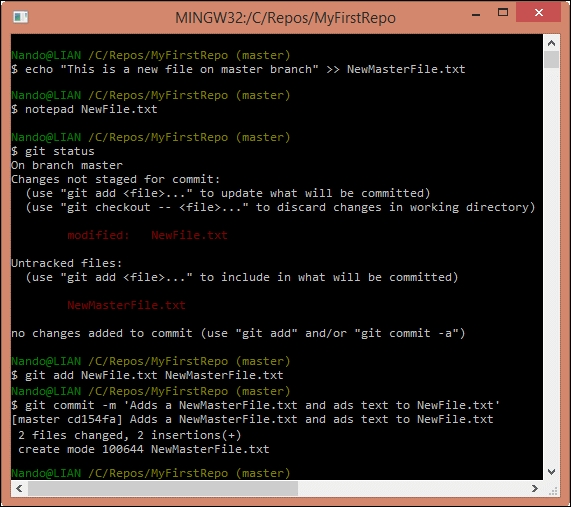 MINGW32:/C/Repos/MyFirstRepo
Nando@LIAN /C/Repos/MyFirstRepo (master)
$ echo "This is a new file on master branch" >> NewMasterFile.txt
Nando@LIAN /C/Repos/MyFirstRepo (master)
$ notepad NewFile.txt
Nando@LIAN /C/Repos/MyFirstRepo (master)
$ git status
On branch master
Changes not staged for commit:
  (use "git add <file>..." to update what will be committed)
  (use "git checkout -- <file>..." to discard changes in working directory)
        modified:   NewFile.txt
Untracked files:
  (use "git add <file>..." to include in what will be committed)
        NewMasterFile.txt
no changes added to commit (use "git add" and/or "git commit -a")
Nando@LIAN /C/Repos/MyFirstRepo (master)
$ git add NewFile.txt NewMasterFile.txt
Nando@LIAN /C/Repos/MyFirstRepo (master)
$ git commit -m 'Adds a NewMasterFile.txt and ads text to NewFile.txt'
[master cd154fa] Adds a NewMasterFile.txt and ads text to NewFile.txt
 2 files changed, 2 insertions(+)
 create mode 100644 NewMasterFile.txt
Nando@LIAN /C/Repos/MyFirstRepo (master)